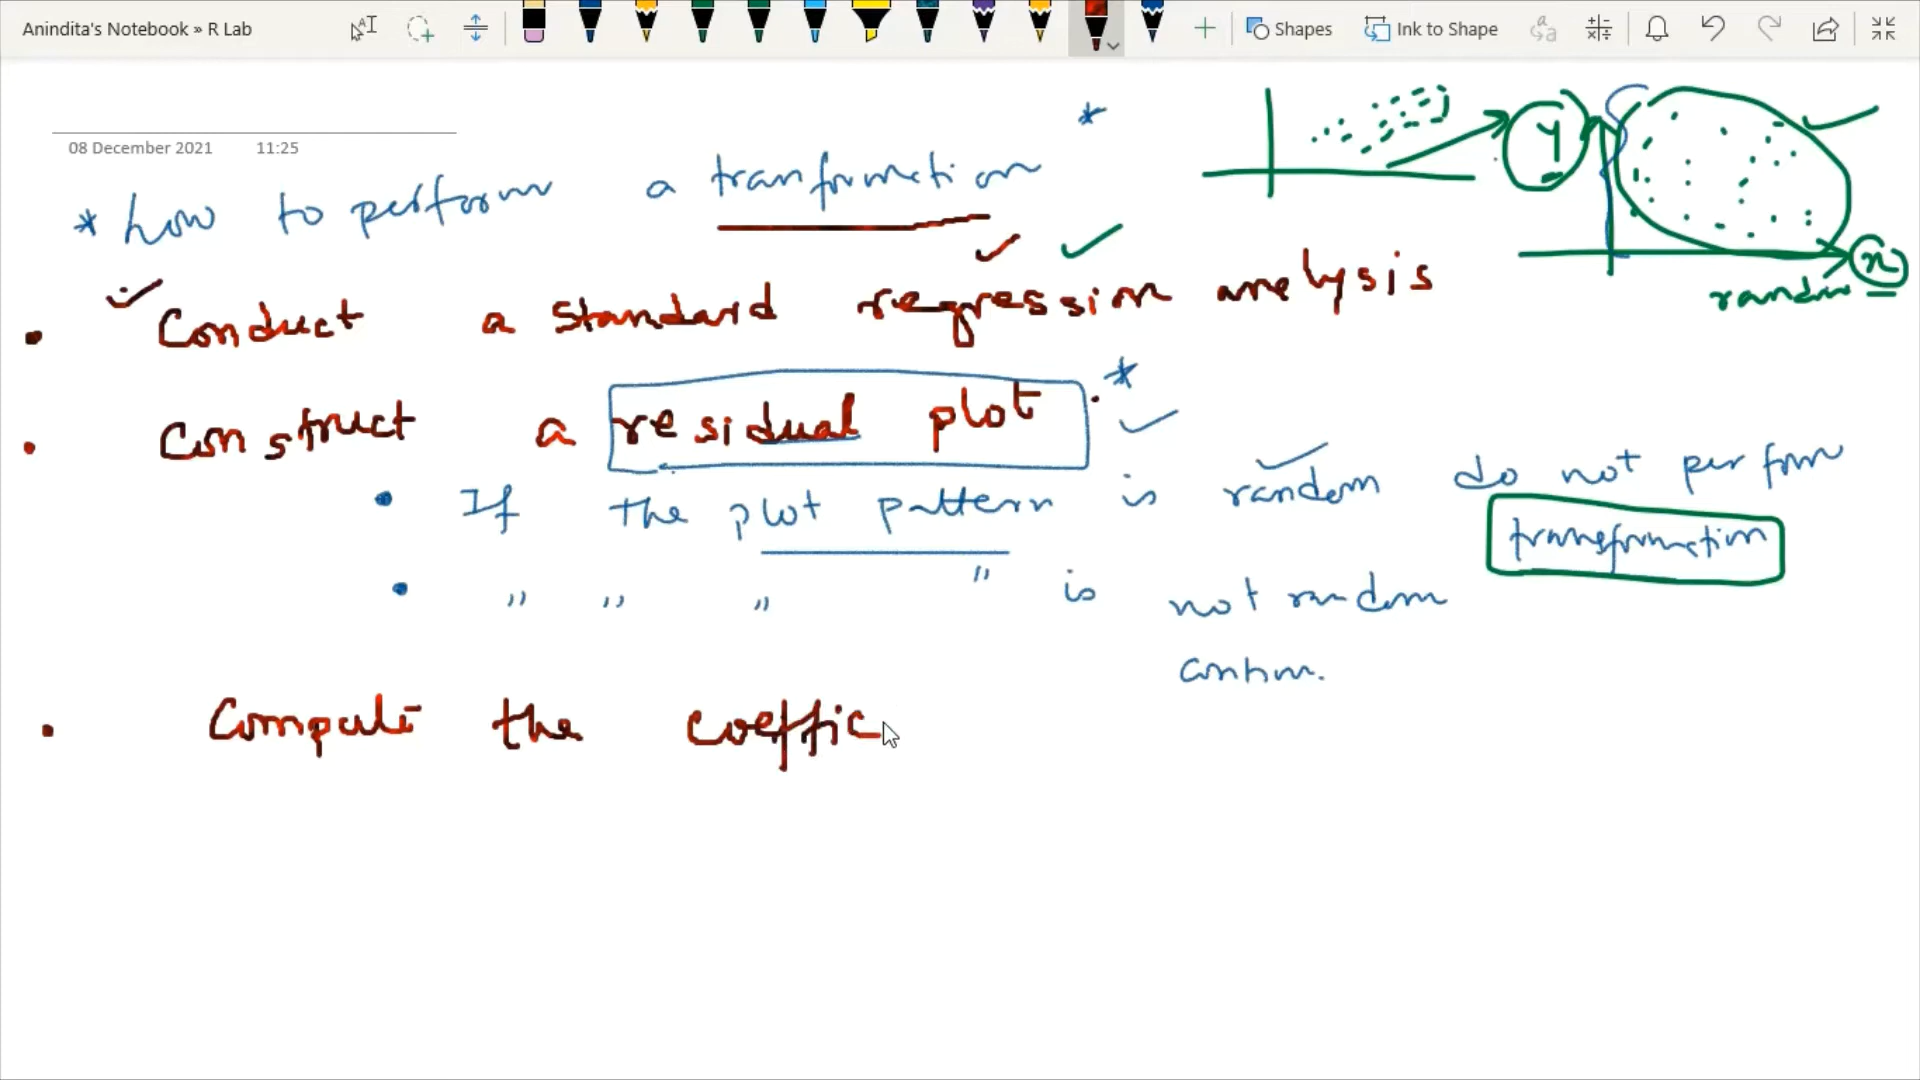 Anindita's Notebook » R Lab
Shapes
Ink to Shape
08 December 2021 11:25
* how to perform a tranformation *
y
x
random
• Conduct a standard regression analysis
• Construct a residual plot. *
• If the plot pattern is random do not perform
transformation
• " " " " is not random
continue.
• Compute the coeffic